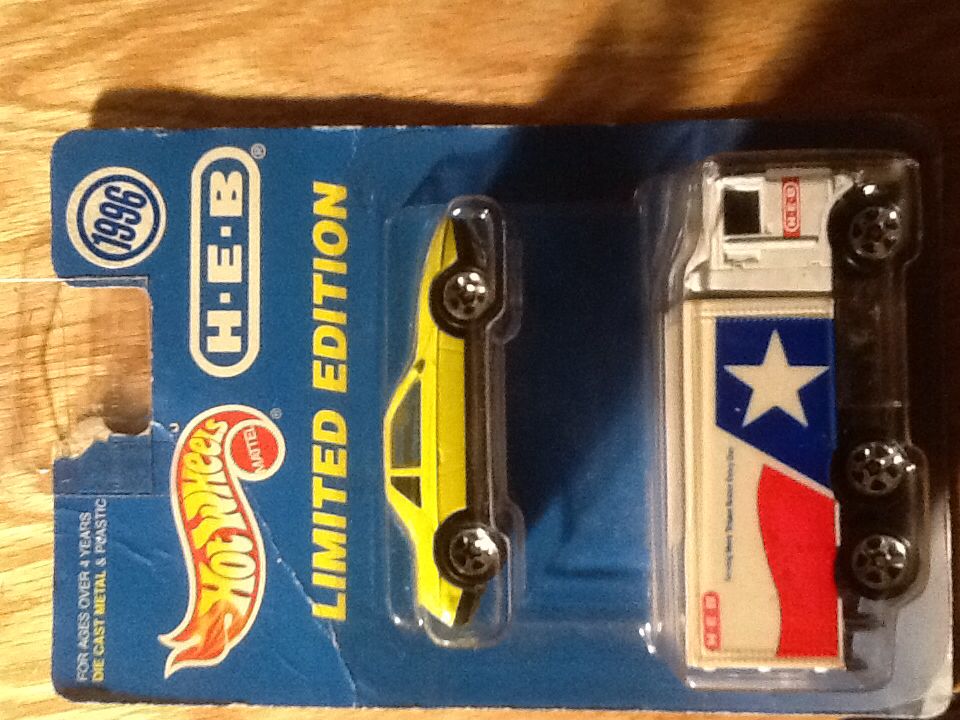 FOR AGES OVER 4 YEARS
DIE CAST METAL & PLASTIC
1996
Hot Wheels®
MATTEL
H·E·B®
LIMITED EDITION
H·E·B
H·E·B